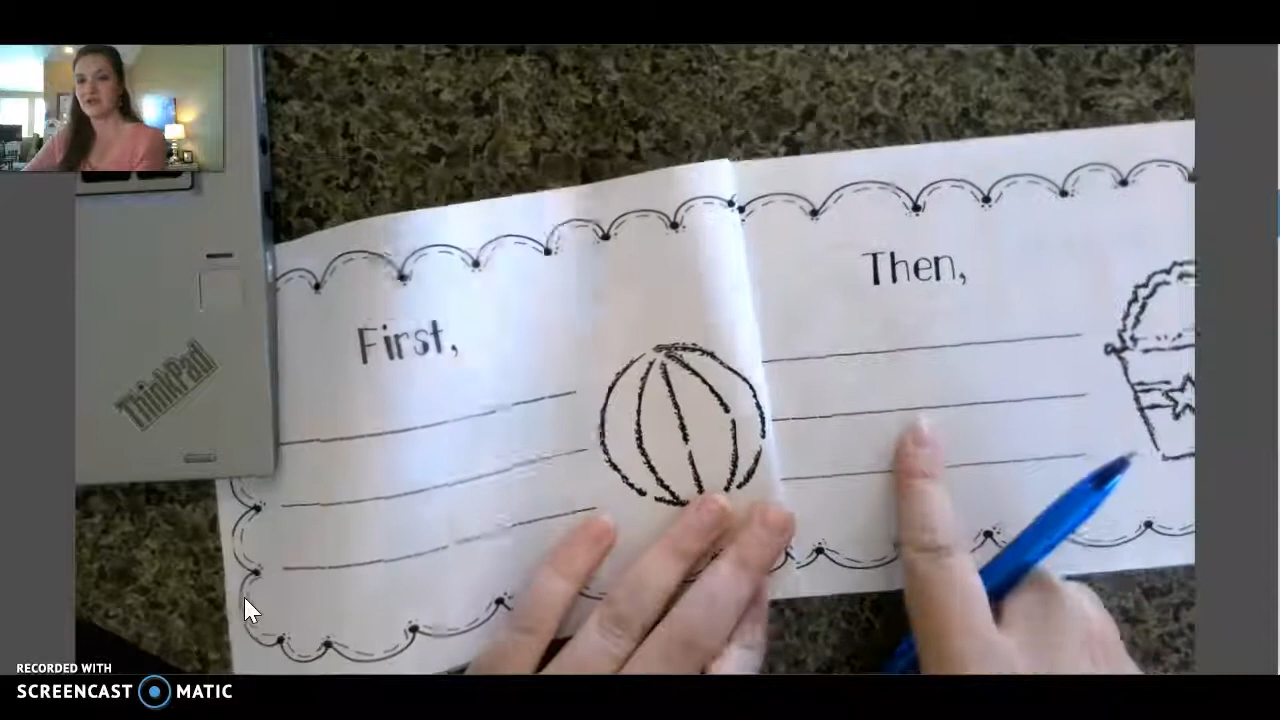 First,
Then,
ThinkPad
RECORDED WITH
SCREENCAST MATIC